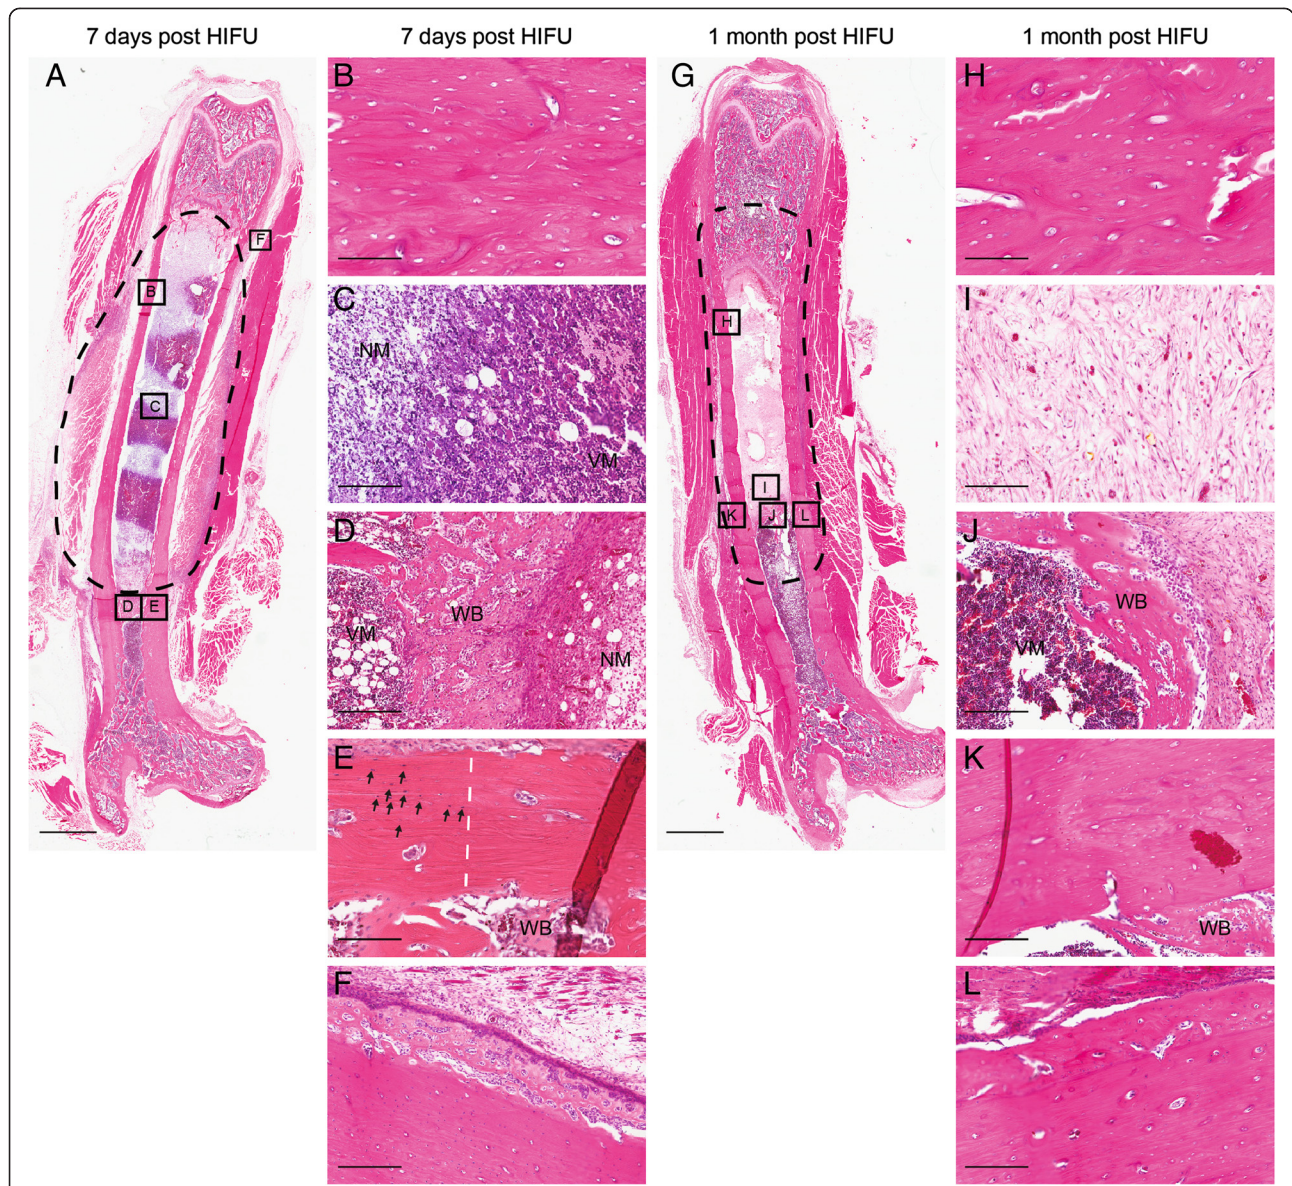 7 days post HIFU
7 days post HIFU
1 month post HIFU
1 month post HIFU
A
B
C
F
D
E
B
C
NM
VM
D
WB
VM
NM
E
WB
F
G
H
I
K
J
L
H
I
J
WB
VM
K
WB
L